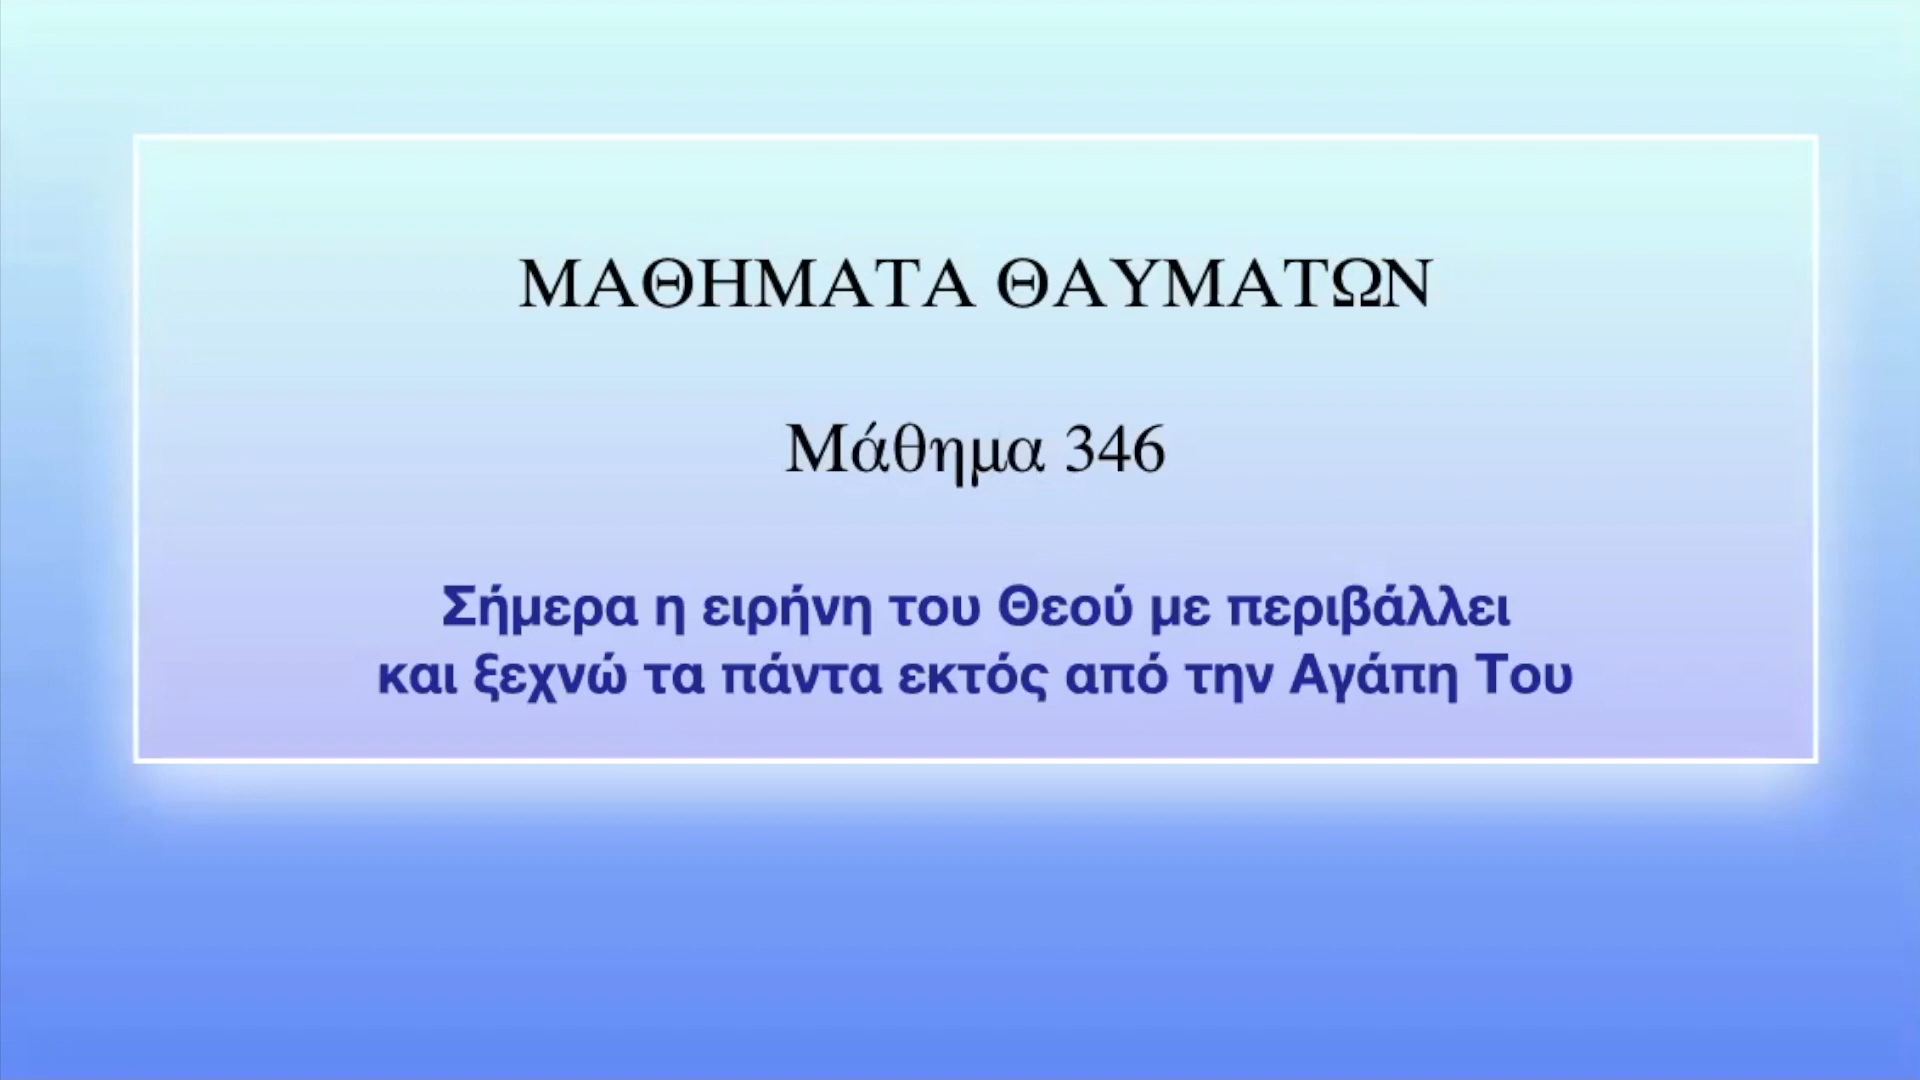 ΜΑΘΗΜΑΤΑ ΘΑΥΜΑΤΩΝ
Μάθημα 346
Σήμερα η ειρήνη του Θεού με περιβάλλει
και ξεχνώ τα πάντα εκτός από την Αγάπη Του